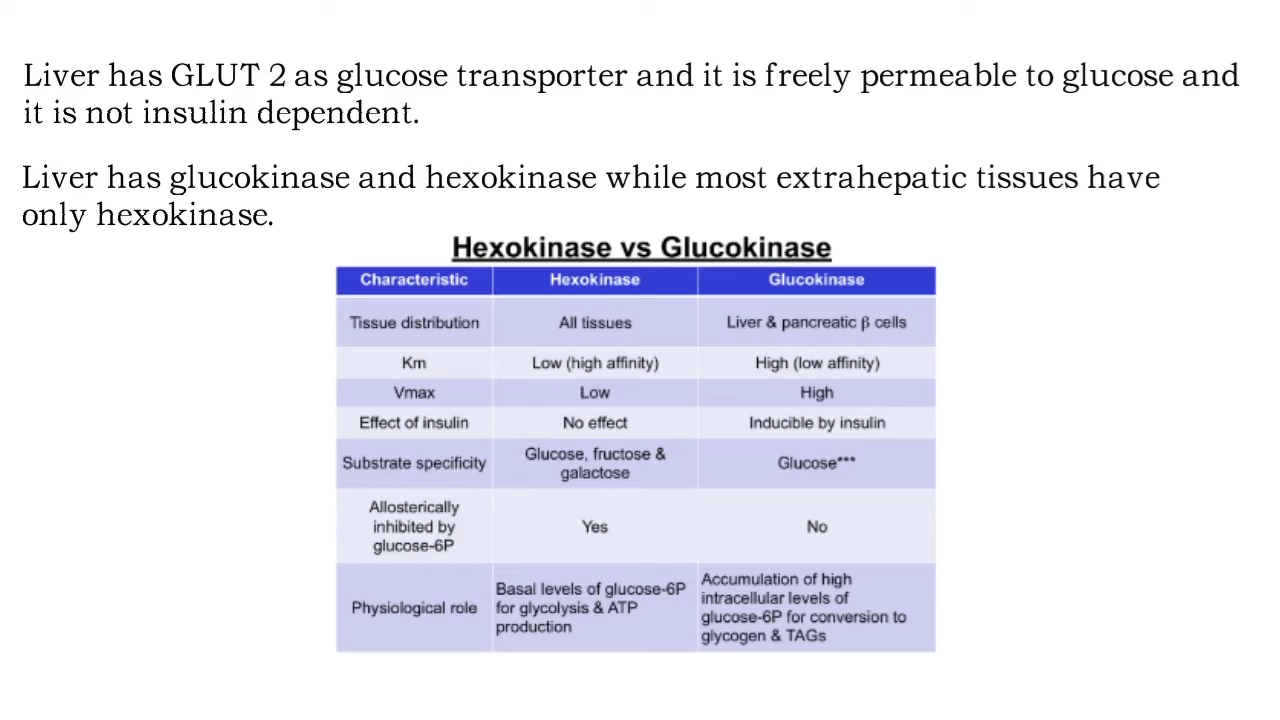 Liver has GLUT 2 as glucose transporter and it is freely permeable to glucose and
it is not insulin dependent.
Liver has glucokinase and hexokinase while most extrahepatic tissues have
only hexokinase.
Hexokinase vs Glucokinase
Characteristic Hexokinase Glucokinase
Tissue distribution All tissues Liver & pancreatic β cells
Km Low (high affinity) High (low affinity)
Vmax Low High
Effect of insulin No effect Inducible by insulin
Substrate specificity Glucose, fructose &
galactose Glucose***
Allosterically
inhibited by
glucose-6P Yes No
Physiological role Basal levels of glucose-6P
for glycolysis & ATP
production Accumulation of high
intracellular levels of
glucose-6P for conversion to
glycogen & TAGs